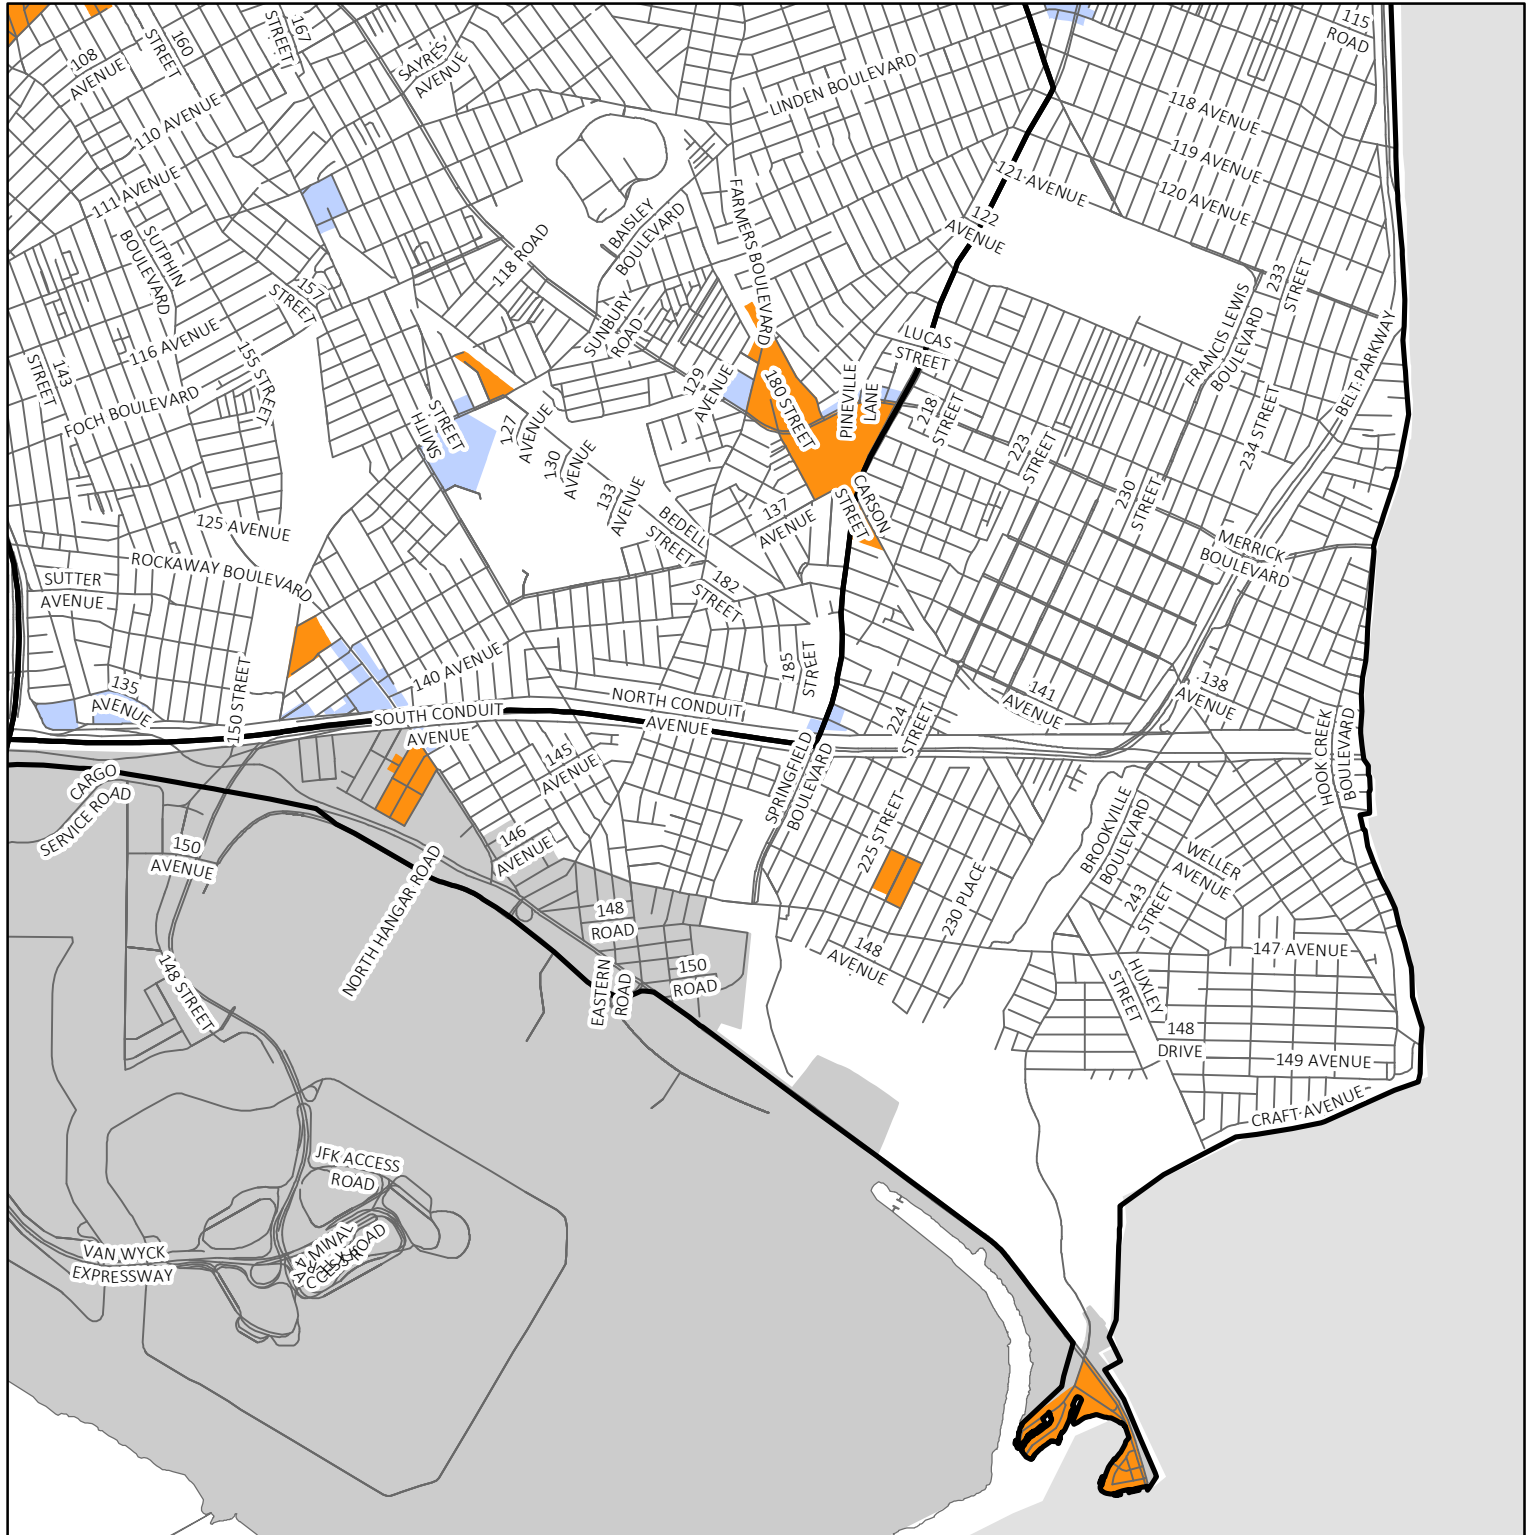 115
ROAD
167
STREET
160
STREET
SAYRES
AVENUE
108
AVENUE
LINDEN BOULEVARD
118 AVENUE
110 AVENUE
119 AVENUE
121 AVENUE
120 AVENUE
111 AVENUE
122
AVENUE
FARMERS BOULEVARD
BAISLEY
BOULEVARD
118 ROAD
SUTPHIN
BOULEVARD
157
STREET
233
STREET
FRANCIS LEWIS
BOULEVARD
BELT PARKWAY
SUNBURY
ROAD
LUCAS
STREET
116 AVENUE
155 STREET
143
STREET
129
AVENUE
180 STREET
PINEVILLE
LANE
218
STREET
FOCH BOULEVARD
SMITH
STREET
127
AVENUE
130
AVENUE
133
AVENUE
223
STREET
234 STREET
230
STREET
CARSON
STREET
137
AVENUE
BEDELL
STREET
125 AVENUE
MERRICK
BOULEVARD
ROCKAWAY BOULEVARD
SUTTER
AVENUE
182
STREET
140 AVENUE
185
STREET
135
AVENUE
150 STREET
SOUTH CONDUIT
AVENUE
NORTH CONDUIT
AVENUE
224
STREET
141
AVENUE
138
AVENUE
HOOK CREEK
BOULEVARD
145
AVENUE
SPRINGFIELD
BOULEVARD
CARGO
SERVICE ROAD
225 STREET
BROOKVILLE
BOULEVARD
146
AVENUE
150
AVENUE
WELLER
AVENUE
243
STREET
230 PLACE
NORTH HANGAR ROAD
148
ROAD
148
AVENUE
147 AVENUE
150
ROAD
EASTERN
ROAD
148 STREET
HUXLEY
STREET
148
DRIVE
149 AVENUE
CRAFT AVENUE
JFK ACCESS
ROAD
VAN WYCK
EXPRESSWAY